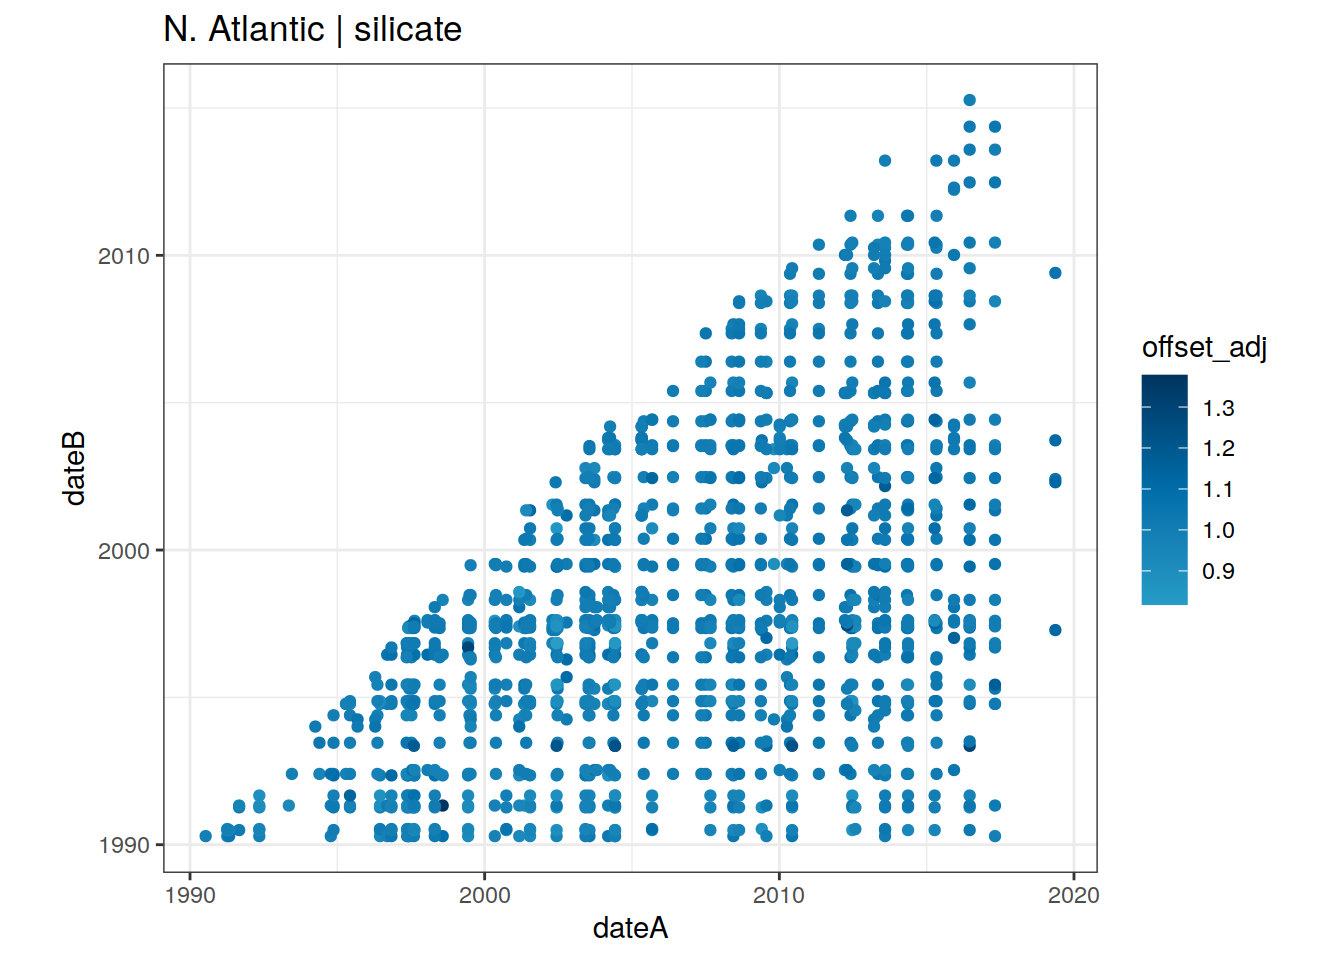 N. Atlantic | silicate
dateB
2010
2000
1990
1990 2000 2010 2020
dateA
offset_adj
1.3
1.2
1.1
1.0
0.9